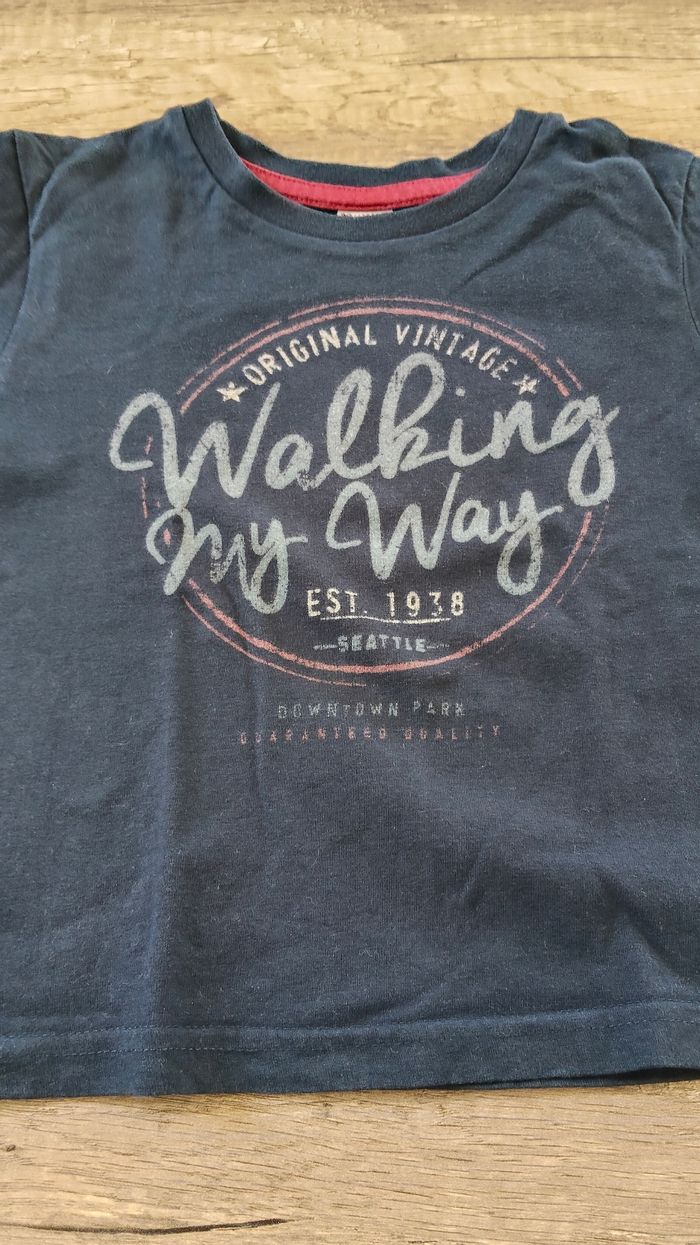 ORIGINAL VINTAGE
Walking
My Way
EST. 1938
SEATTLE
DOWNTOWN PARK
GUARANTEED QUALITY